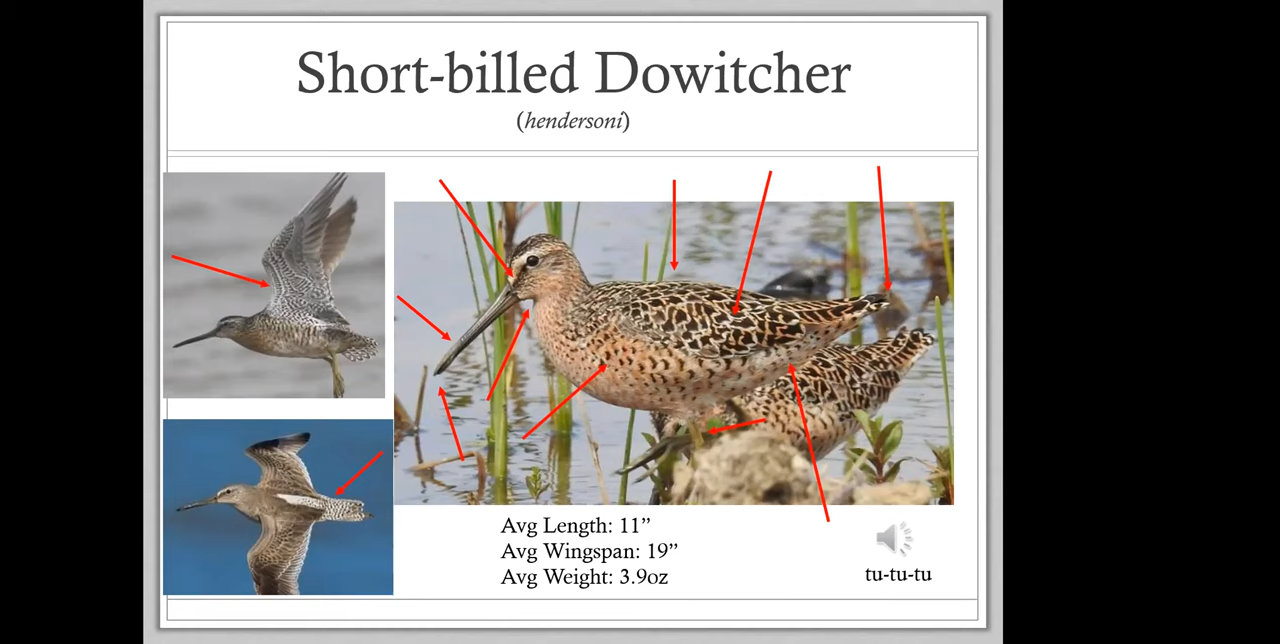 Short-billed Dowitcher
(hendersoni)
Avg Length: 11”
Avg Wingspan: 19”
Avg Weight: 3.9oz
tu-tu-tu